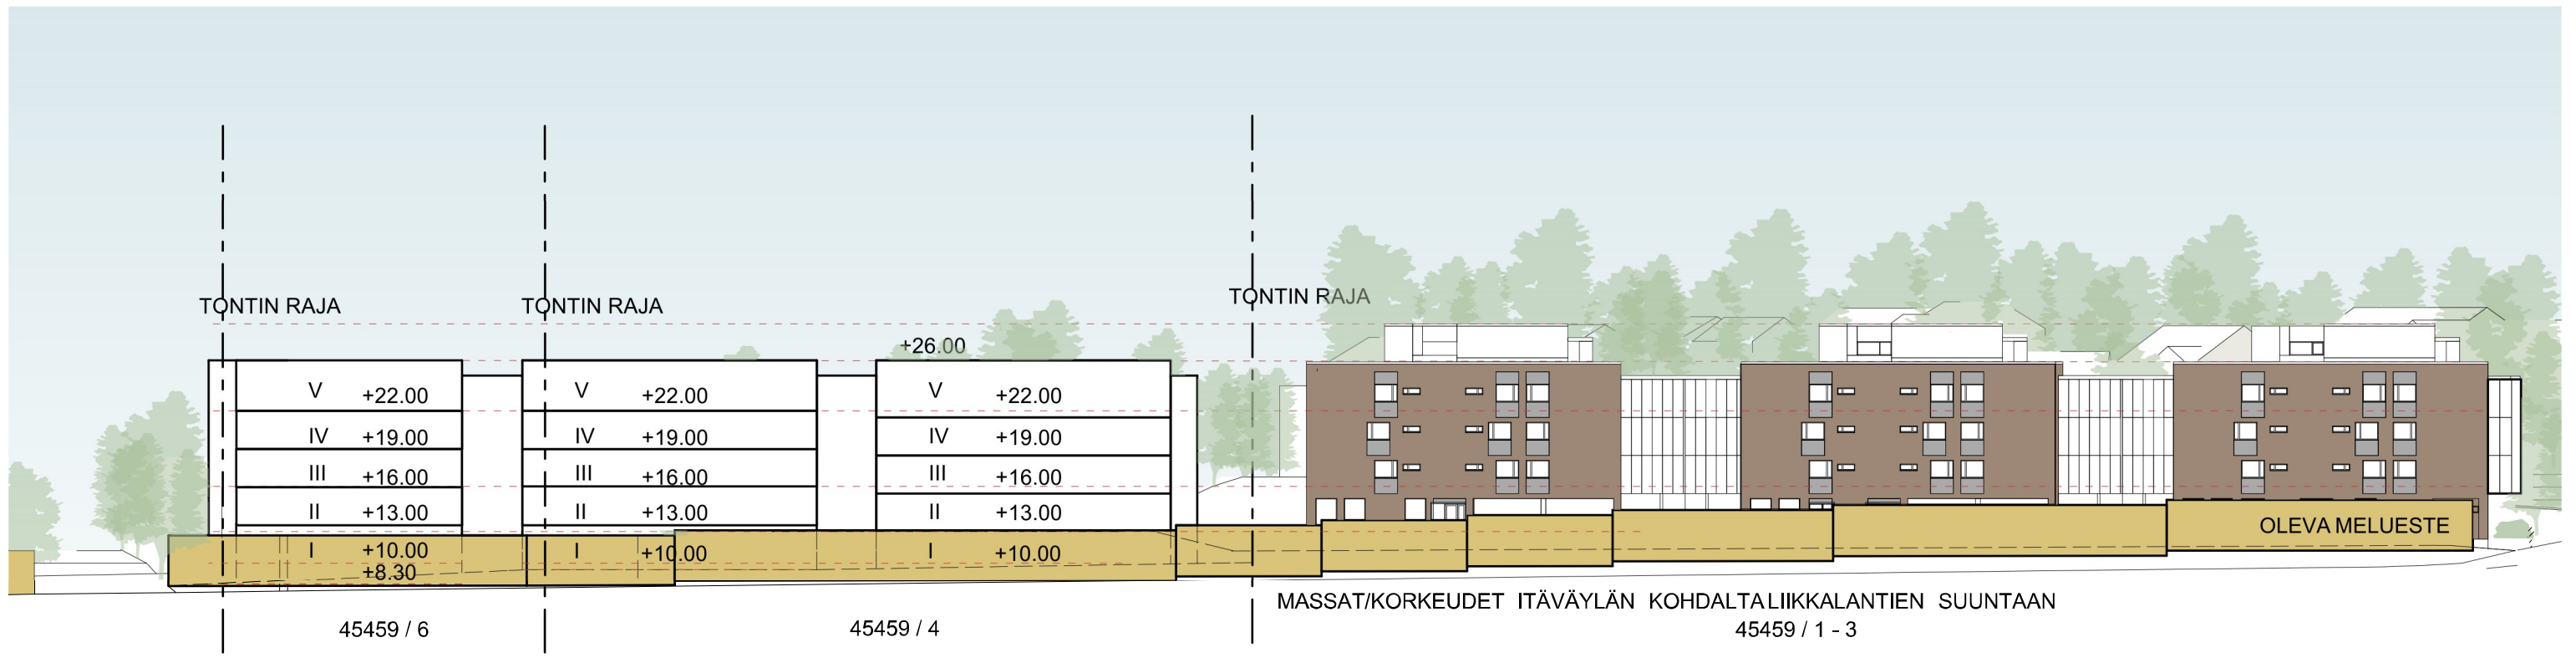 TONTIN RAJA
TONTIN RAJA
TONTIN RAJA
+26.00
V +22.00
IV +19.00
III +16.00
II +13.00
I +10.00
+8.30
V +22.00
IV +19.00
III +16.00
II +13.00
I +10.00
V +22.00
IV +19.00
III +16.00
II +13.00
I +10.00
OLEVA MELUESTE
MASSAT/KORKEUDET ITÄVÄYLÄN KOHDALTA LIIKKALANTIEN SUUNTAAN
45459 / 6
45459 / 4
45459 / 1 - 3